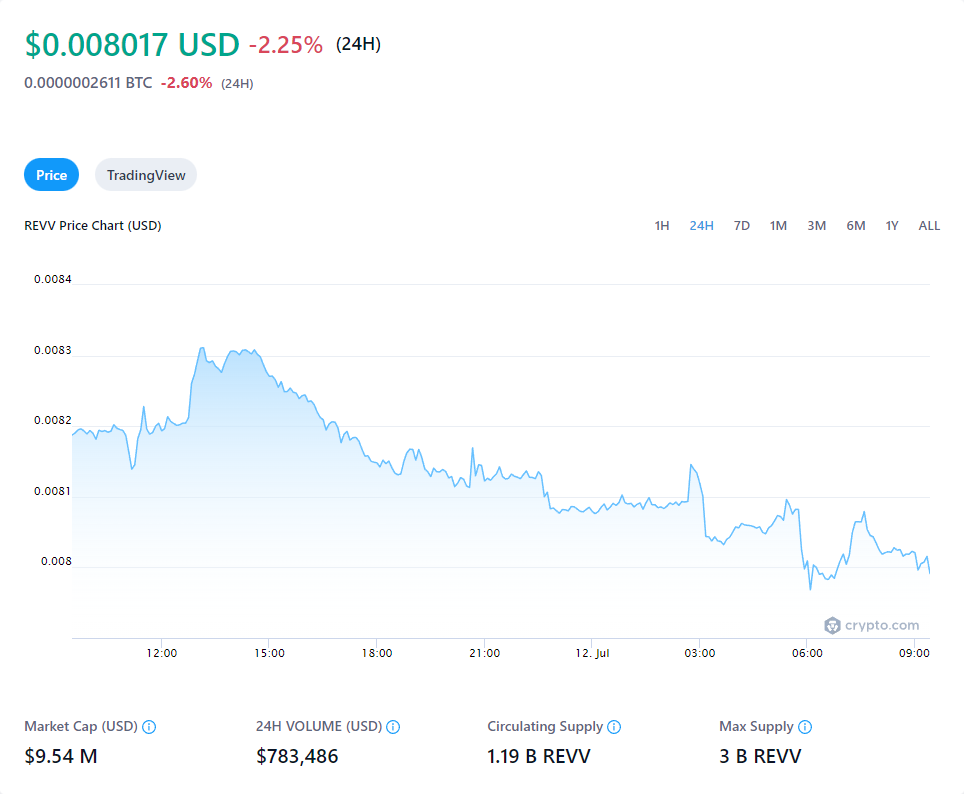 $0.008017 USD -2.25% (24H)
0.0000002611 BTC -2.60% (24H)
Price TradingView
REVV Price Chart (USD) 1H 24H 7D 1M 3M 6M 1Y ALL
0.0084
0.0083
0.0082
0.0081
0.008
crypto.com
12:00 15:00 18:00 21:00 12. Jul 03:00 06:00 09:00
Market Cap (USD) 24H VOLUME (USD) Circulating Supply Max Supply
$9.54 M $783,486 1.19 B REVV 3 B REVV